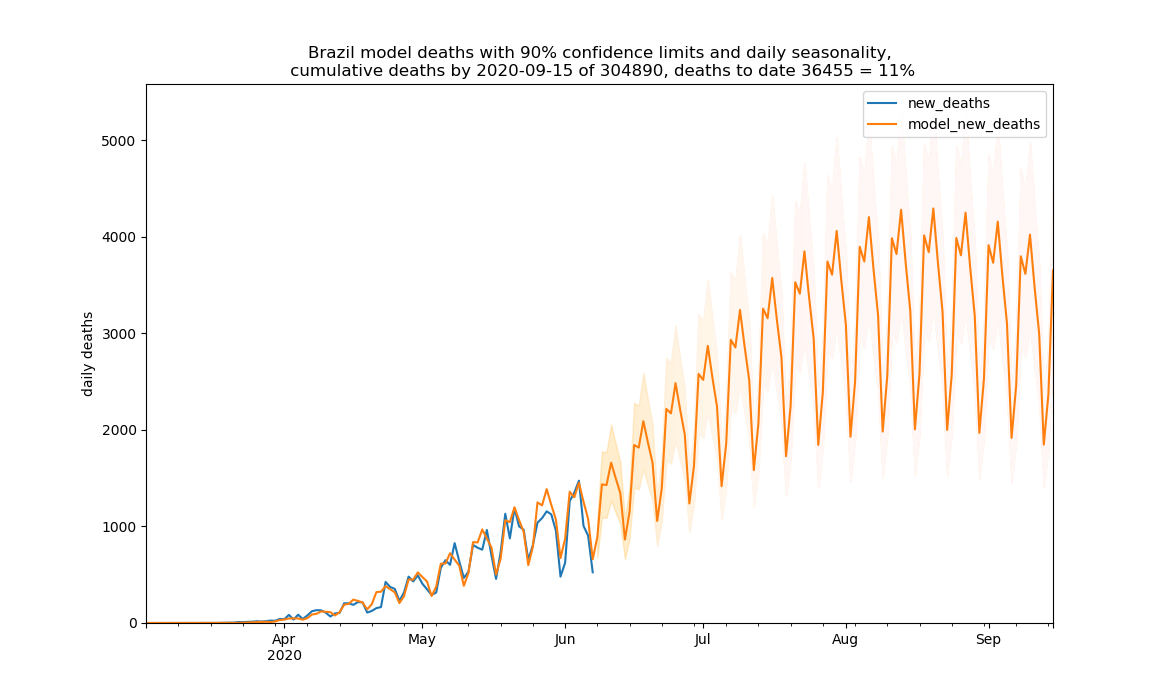 Brazil model deaths with 90% confidence limits and daily seasonality,
cumulative deaths by 2020-09-15 of 304890, deaths to date 36455 = 11%
new_deaths
model_new_deaths
5000
4000
3000
2000
1000
0
daily deaths
Apr
2020
May
Jun
Jul
Aug
Sep